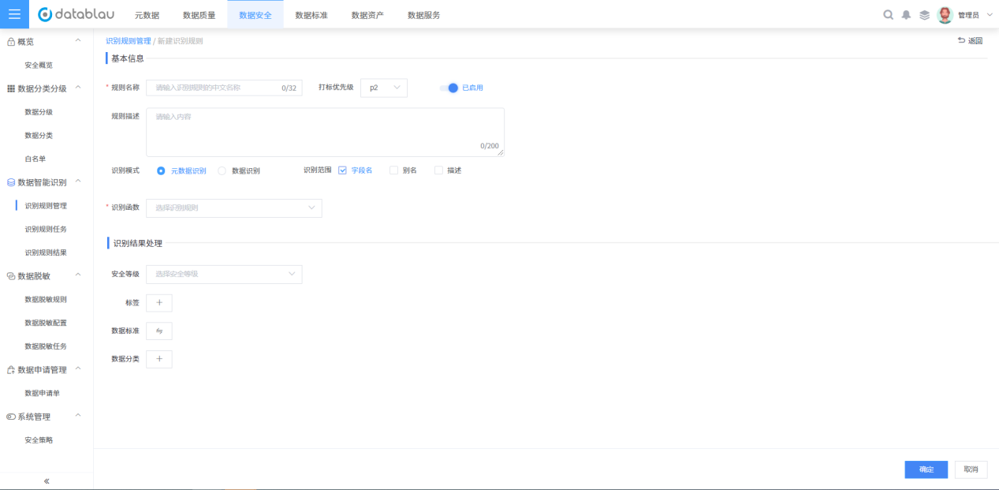 datablau 元数据 数据质量 数据安全 数据标准 数据资产 数据服务 管理员
概览
安全概览
数据分类分级
数据分级
数据分类
白名单
数据智能识别
识别规则管理
识别规则任务
识别规则结果
数据脱敏
数据脱敏规则
数据脱敏配置
数据脱敏任务
数据申请管理
数据申请单
系统管理
安全策略
«
识别规则管理 / 新建识别规则 返回
基本信息
* 规则名称 请输入识别规则的中文名称 0/32 打标优先级 p2 已启用
规则描述 请输入内容
0/200
识别模式 元数据识别 数据识别 识别范围 字段名 别名 描述
* 识别函数 选择识别规则
识别结果处理
安全等级 选择安全等级
标签 +
数据标准
数据分类 +
确定 取消